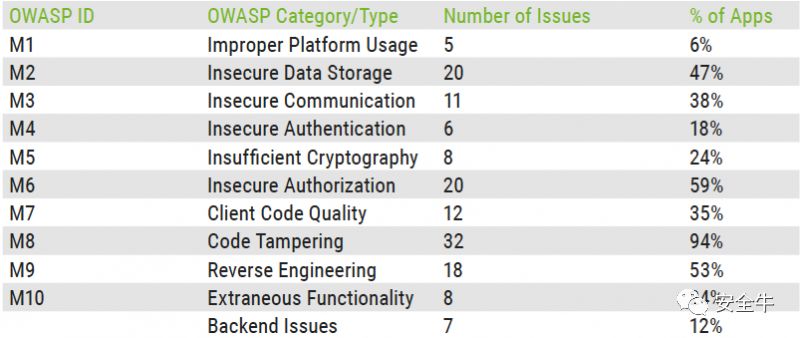 OWASP ID OWASP Category/Type Number of Issues % of Apps
M1 Improper Platform Usage 5 6%
M2 Insecure Data Storage 20 47%
M3 Insecure Communication 11 38%
M4 Insecure Authentication 6 18%
M5 Insufficient Cryptography 8 24%
M6 Insecure Authorization 20 59%
M7 Client Code Quality 12 35%
M8 Code Tampering 32 94%
M9 Reverse Engineering 18 53%
M10 Extraneous Functionality 8
安全牛
Backend Issues 7 12%